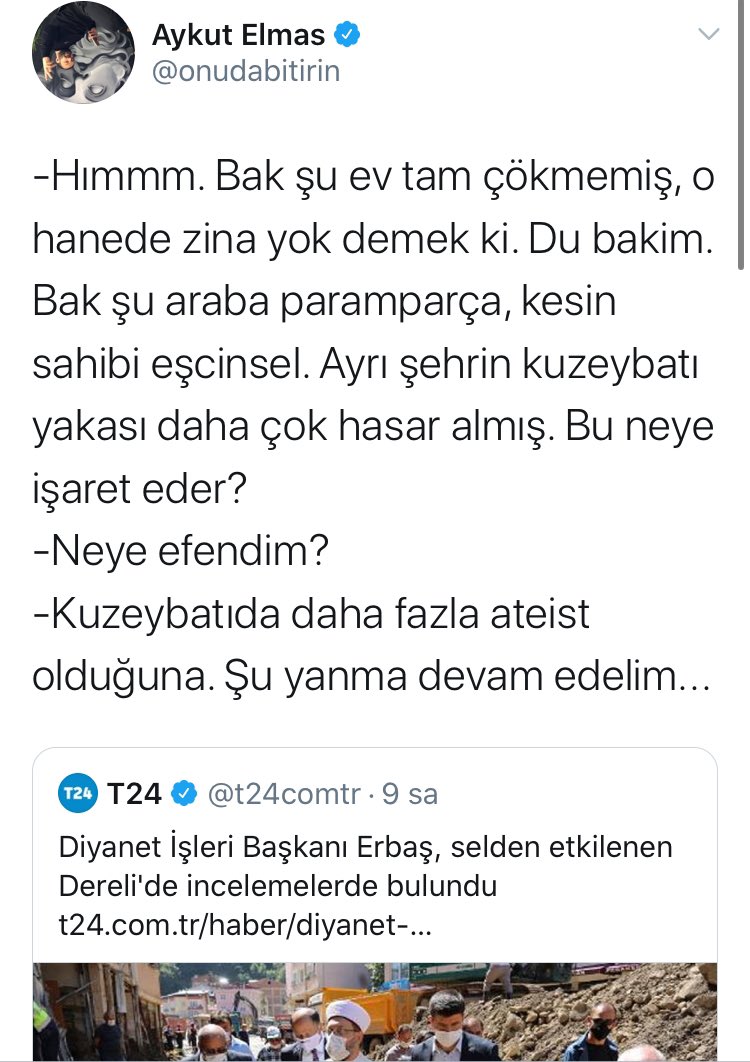 Aykut Elmas
@onudabitirin
-Hımmm. Bak şu ev tam çökmemiş, o
hanede zina yok demek ki. Du bakim.
Bak şu araba paramparça, kesin
sahibi eşcinsel. Ayrı şehrin kuzeybatı
yakası daha çok hasar almış. Bu neye
işaret eder?
-Neye efendim?
-Kuzeybatıda daha fazla ateist
olduğuna. Şu yanma devam edelim...
T24 T24 @t24comtr · 9 sa
Diyanet İşleri Başkanı Erbaş, selden etkilenen
Dereli'de incelemelerde bulundu
t24.com.tr/haber/diyanet-...